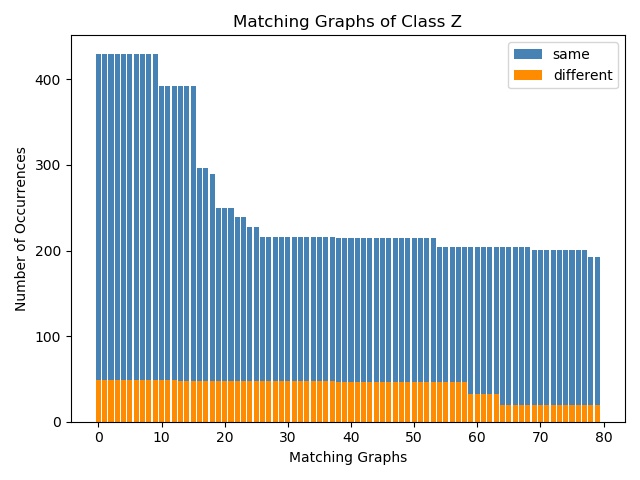 Matching Graphs of Class Z
same
different
Number of Occurrences
400
300
200
100
0
0 10 20 30 40 50 60 70 80
Matching Graphs